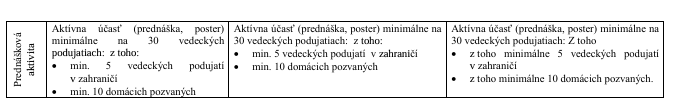 Prednášková
aktivita
Aktívna účasť (prednáška, poster)
minimálne na 30 vedeckých
podujatiach: z toho:
• min. 5 vedeckých podujatí
v zahraničí
• min. 10 domácich pozvaných
Aktívna účasť (prednáška, poster) minimálne na
30 vedeckých podujatiach: z toho:
• min. 5 vedeckých podujatí v zahraničí
• min. 10 domácich pozvaných
Aktívna účasť (prednáška, poster) minimálne na
30 vedeckých podujatiach: Z toho
• z toho minimálne 5 vedeckých podujatí
v zahraničí
• z toho minimálne 10 domácich pozvaných.